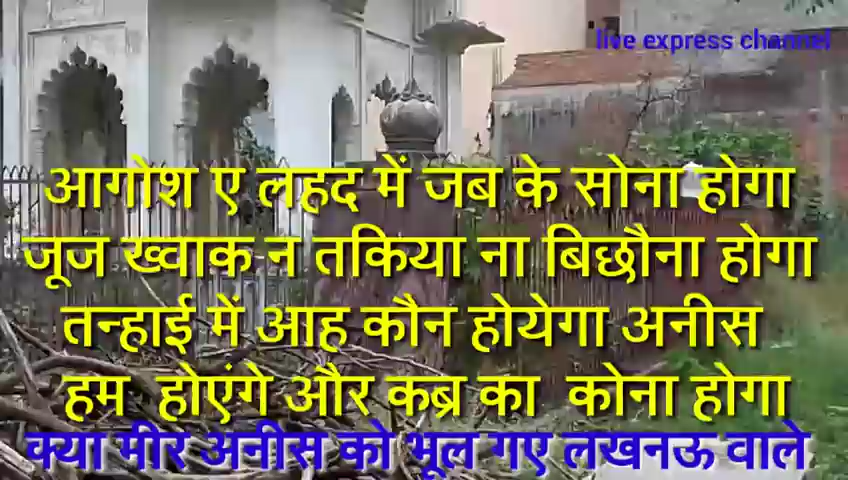 live express channel
आगोश ए लहद में जब के सोना होगा
जूज ख्वाक न तकिया ना बिछौना होगा
तन्हाई में आह कौन होयेगा अनीस
हम होएंगे और कब्र का कोना होगा
क्या मीर अनीस को भूल गए लखनऊ वाले